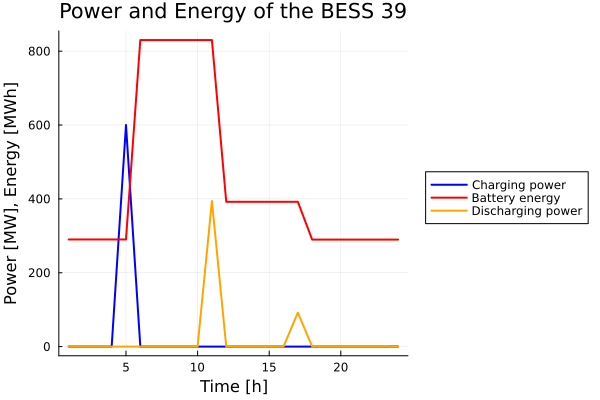 Power and Energy of the BESS 39
Power [MW], Energy [MWh]
800
600
400
200
0
5
10
15
20
Time [h]
Charging power
Battery energy
Discharging power